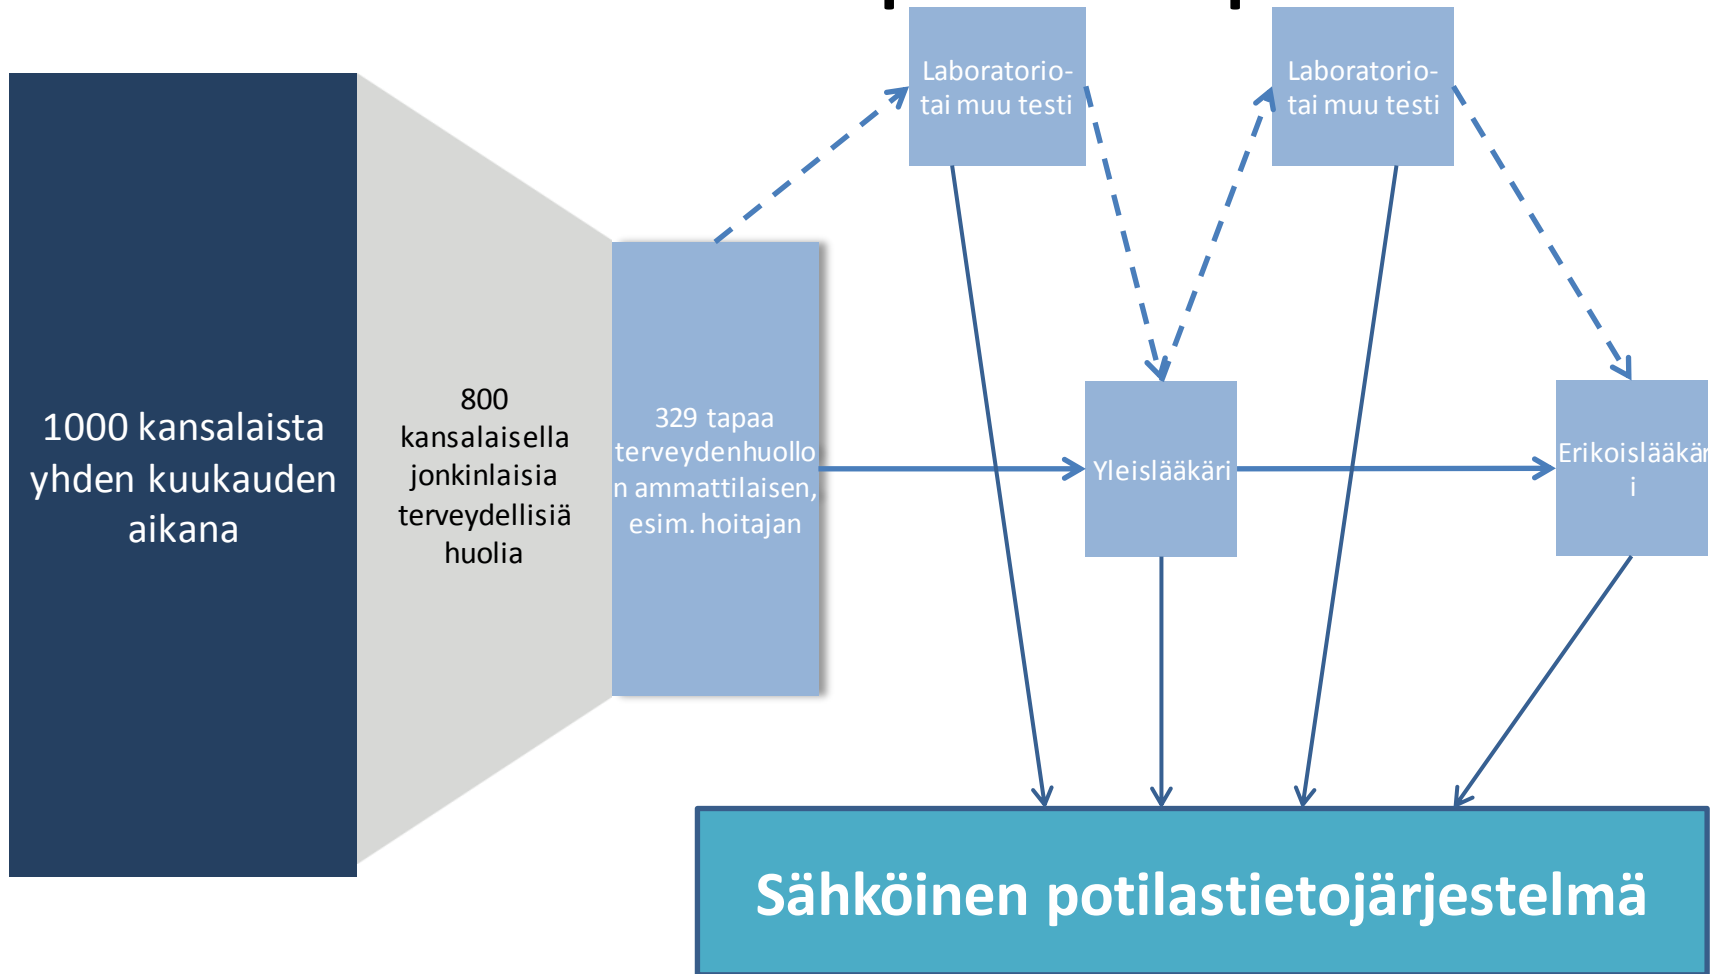 Laboratorio-
tai muu testi
Laboratorio-
tai muu testi
1000 kansalaista
yhden kuukauden
aikana
800
kansalaisella
jonkinlaisia
terveydellisiä
huolia
329 tapaa
terveydenhuollo
n ammattilaisen,
esim. hoitajan
Yleislääkäri
Erikoislääkär
i
Sähköinen potilastietojärjestelmä